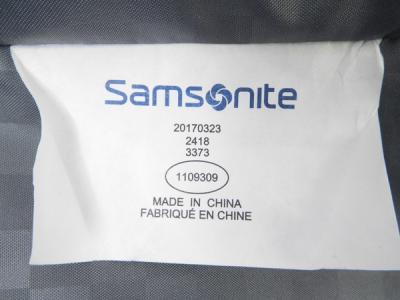 Samsonite
20170323
2418
3373
1109309
MADE IN CHINA
FABRIQUÉ EN CHINE